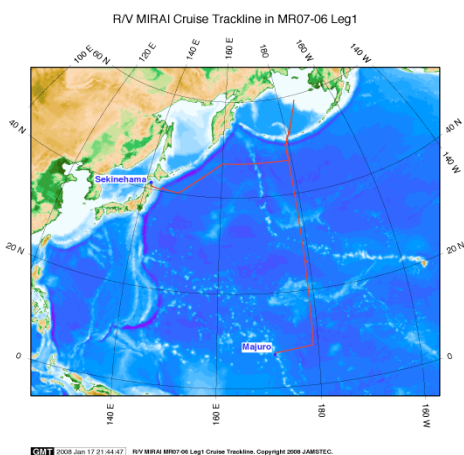 R/V MIRAI Cruise Trackline in MR07-06 Leg1
100 E
60 N
120 E
140 E
160 E
180
160 W
140 W
40 N
40 N
140 W
Sekinehama
20 N
20 N
Majuro
0
0
140 E
160 E
180
160 W
GMT 2008 Jan 17 21:44:47 R/V MIRAI MR07-06 Leg1 Cruise Trackline. Copyright 2008 JAMSTEC.